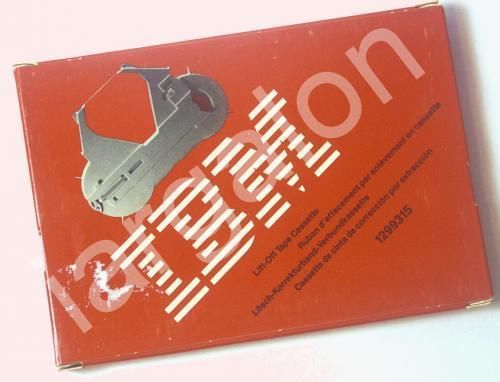 IBM
Lift-Off Tape Cassette
Ruban d'effacement par enlèvement en cassette
Lösch-Korrekturband-Verbundkassette
Cassette de cinta de corrección por extracción
1299315
iargaton